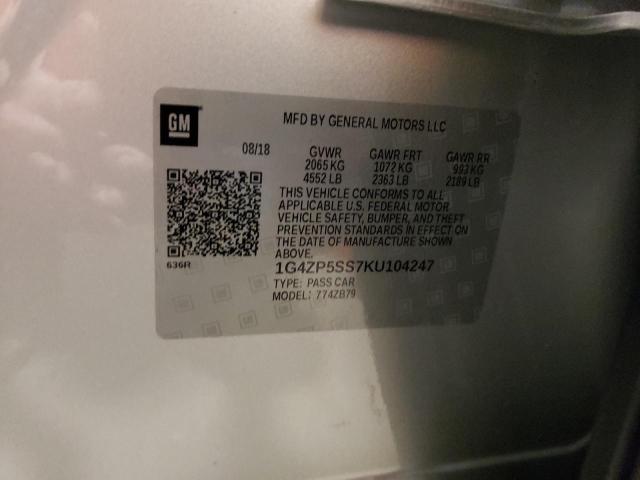 GM
MFD BY GENERAL MOTORS LLC
08/18 GVWR GAWR FRT GAWR RR
2065 KG 1072 KG 993 KG
4552 LB 2363 LB 2189 LB
THIS VEHICLE CONFORMS TO ALL
APPLICABLE U.S. FEDERAL MOTOR
VEHICLE SAFETY, BUMPER, AND THEFT
PREVENTION STANDARDS IN EFFECT ON
THE DATE OF MANUFACTURE SHOWN
ABOVE.
636R
1G4ZP5SS7KU104247
TYPE: PASS CAR
MODEL: 774ZB79